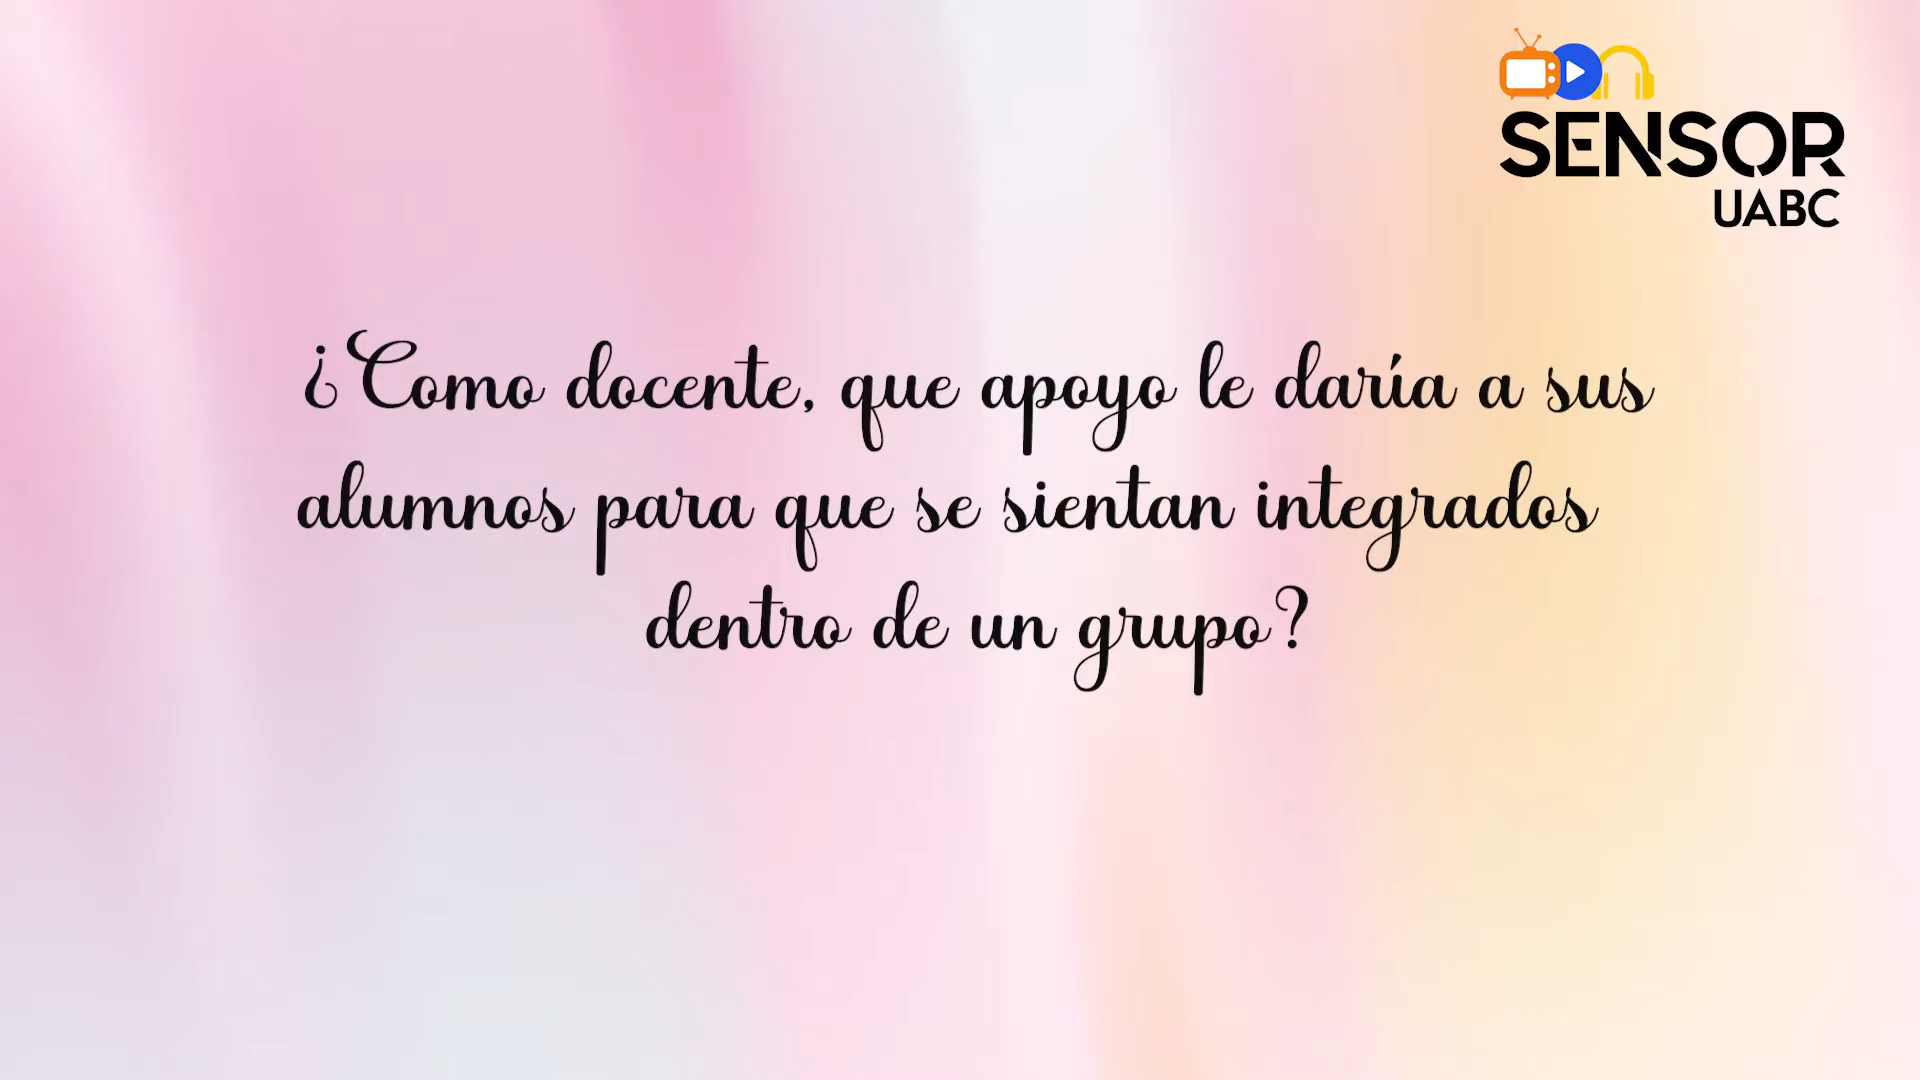 SENSOR
UABC
¿Como docente, que apoyo le daría a sus
alumnos para que se sientan integrados
dentro de un grupo?